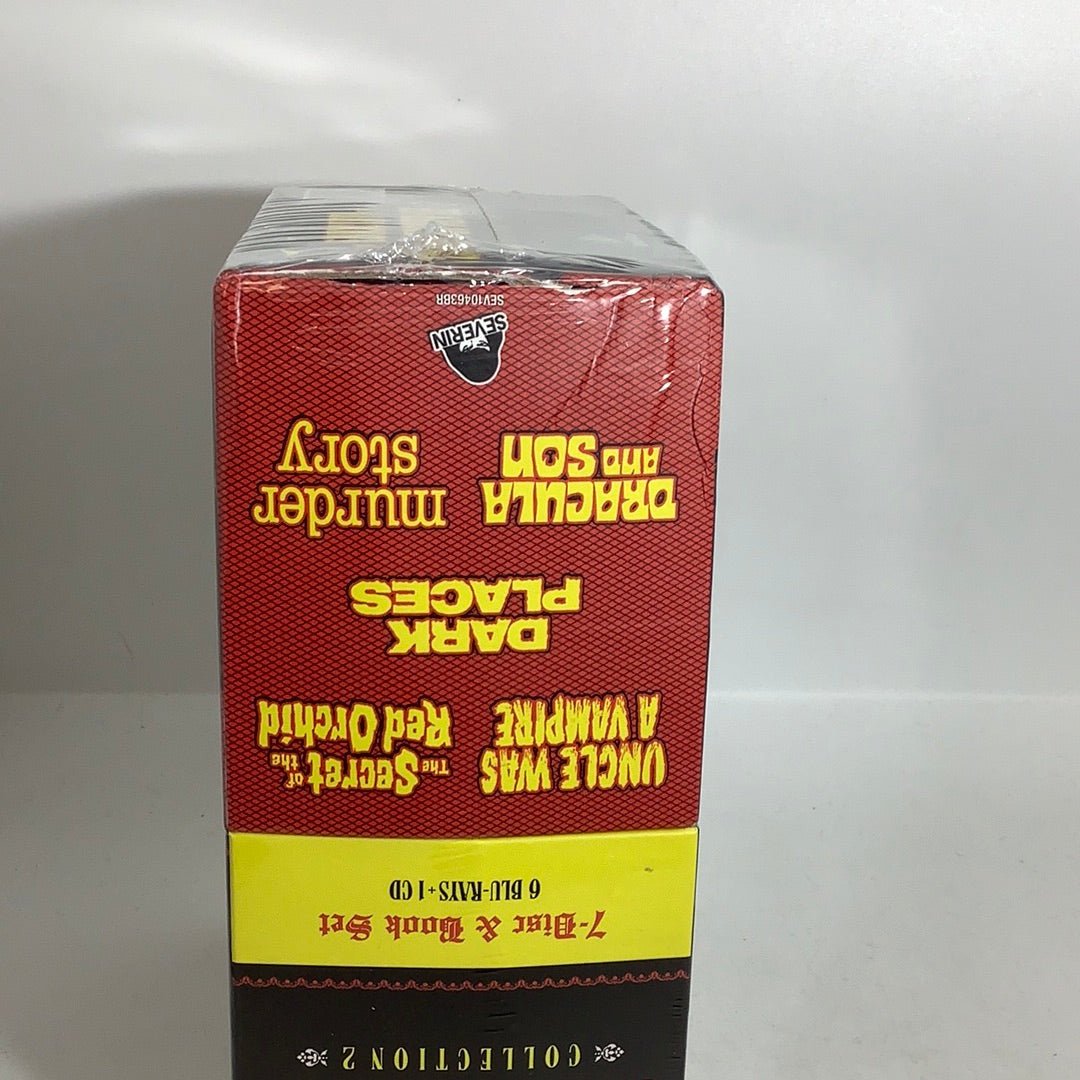 COLLECTION 2
7-Disc & Book Set
6 BLU-RAYS + 1 CD
UNCLE WAS
A VAMPIRE
The Secret of the
Red Orchid
DARK
PLACES
DRACULA
AND SON
murder
story
SEVERIN
SEV10463BR